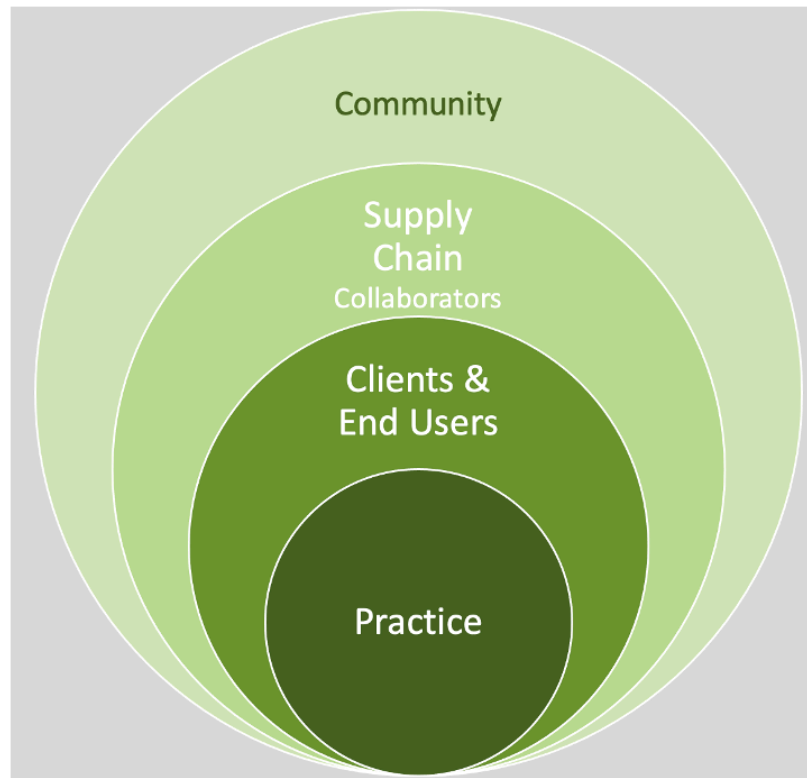 Community
Supply
Chain
Collaborators
Clients &
End Users
Practice